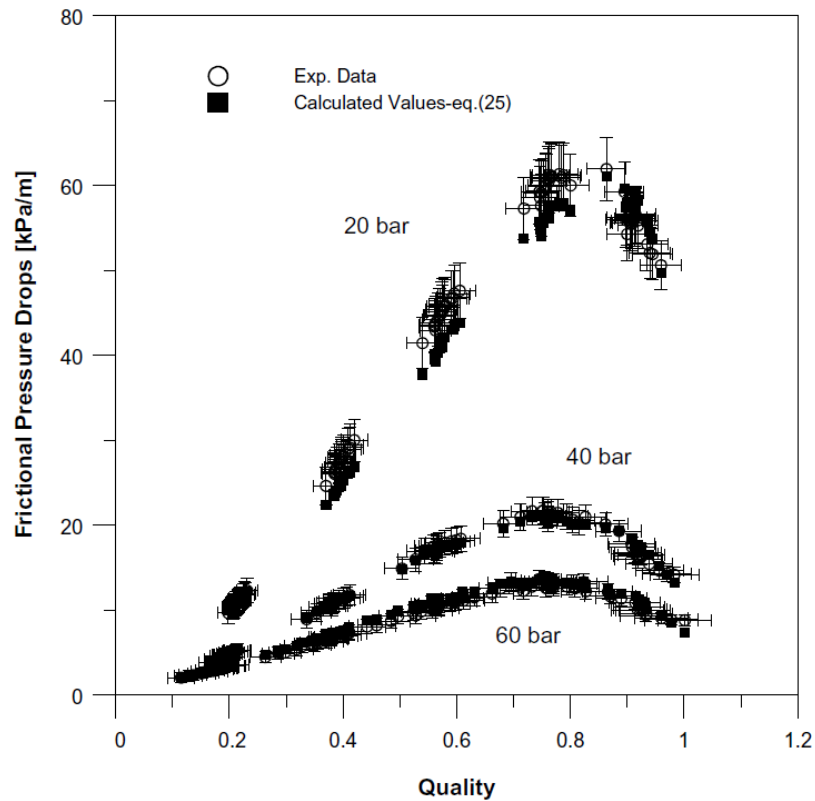 80
Exp. Data
Calculated Values-eq.(25)
60
20 bar
Frictional Pressure Drops [kPa/m]
40
40 bar
20
60 bar
0
0
0.2
0.4
0.6
0.8
1
1.2
Quality